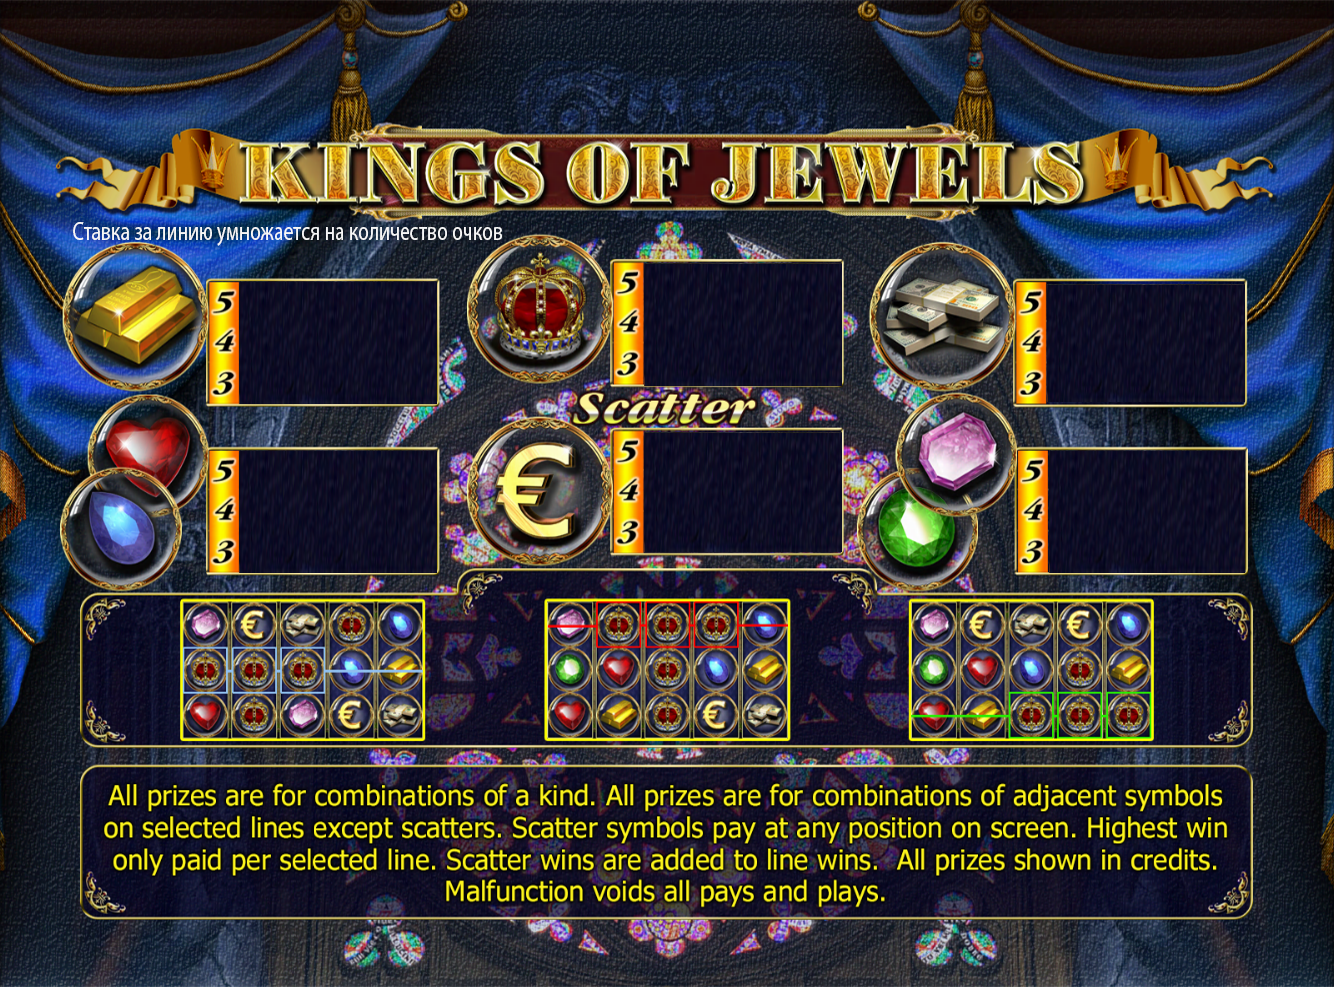 KINGS OF JEWELS
Ставка за линию умножается на количество очков
5
4
3
5
4
3
5
4
3
Scatter
5
4
3
€
5
4
3
5
4
3
All prizes are for combinations of a kind. All prizes are for combinations of adjacent symbols
on selected lines except scatters. Scatter symbols pay at any position on screen. Highest win
only paid per selected line. Scatter wins are added to line wins.  All prizes shown in credits.
Malfunction voids all pays and plays.